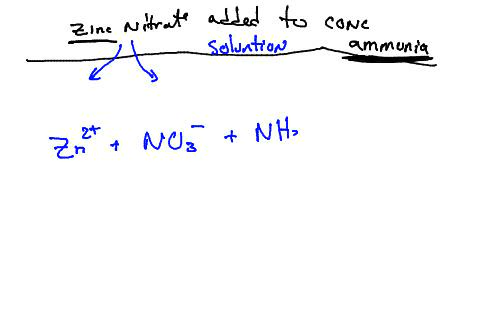 Zinc Nitrate added to conc
solution ammonia
Zn²⁺ + NO₃⁻ + NH₃